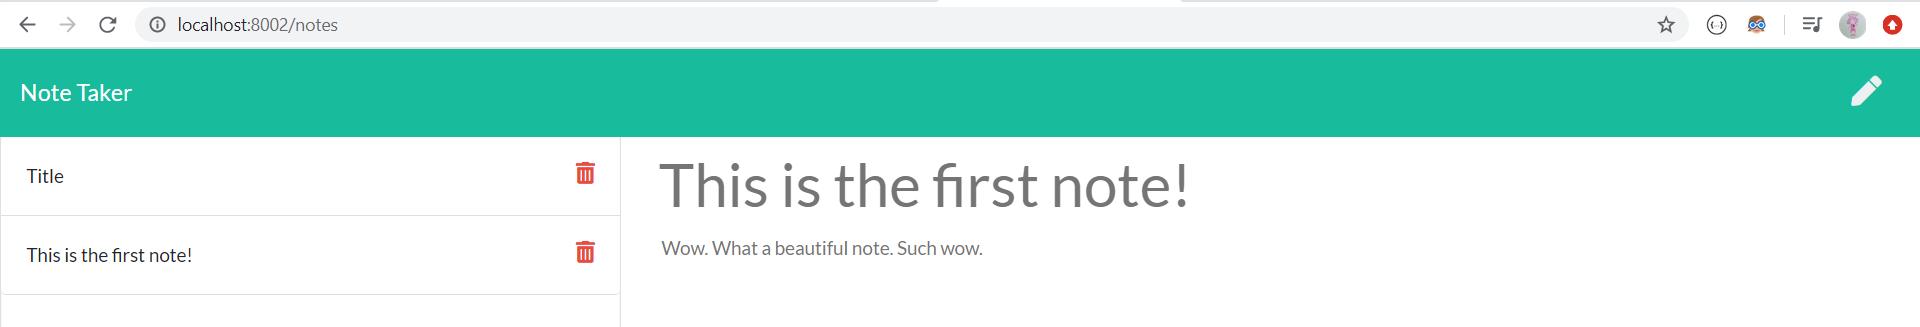 localhost:8002/notes
Note Taker
Title
This is the first note!
This is the first note!
Wow. What a beautiful note. Such wow.